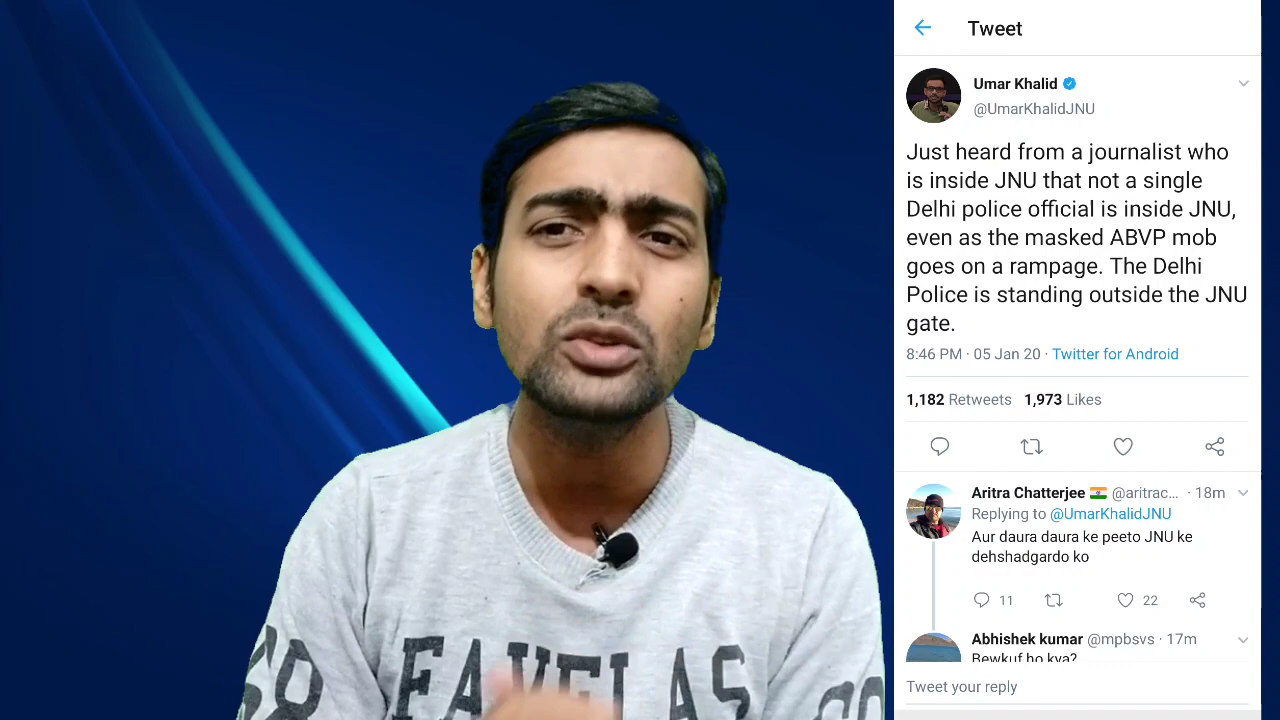 Tweet
Umar Khalid
@UmarKhalidJNU
Just heard from a journalist who
is inside JNU that not a single
Delhi police official is inside JNU,
even as the masked ABVP mob
goes on a rampage. The Delhi
Police is standing outside the JNU
gate.
8:46 PM · 05 Jan 20 · Twitter for Android
1,182 Retweets 1,973 Likes
Aritra Chatterjee @aritrac... · 18m
Replying to @UmarKhalidJNU
Aur daura daura ke peeto JNU ke
dehshadgardo ko
11 22
Abhishek kumar @mpbsvs · 17m
Bewkuf ho kya?
Tweet your reply
FAVELAS